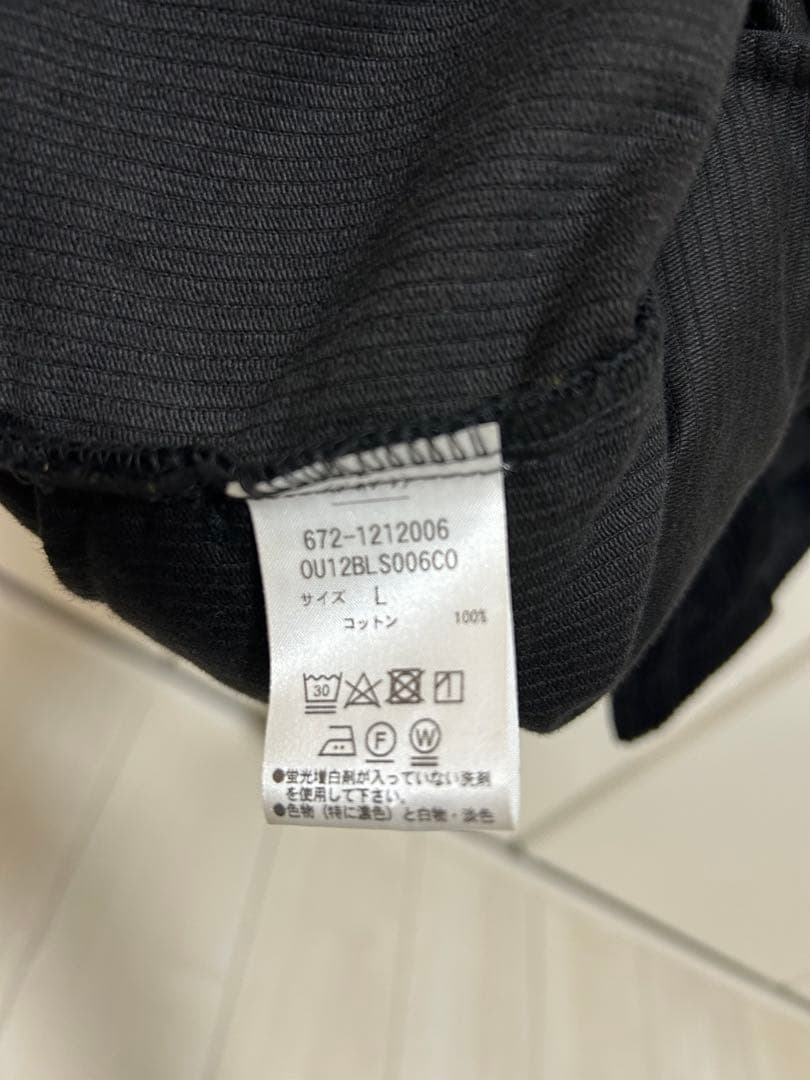 672-1212006
0U12BLS006C0
サイズ L
コットン 100%
30
F W
●蛍光増白剤が入っていない洗剤
を使用して下さい。
●色物（特に濃色）と白物・淡色